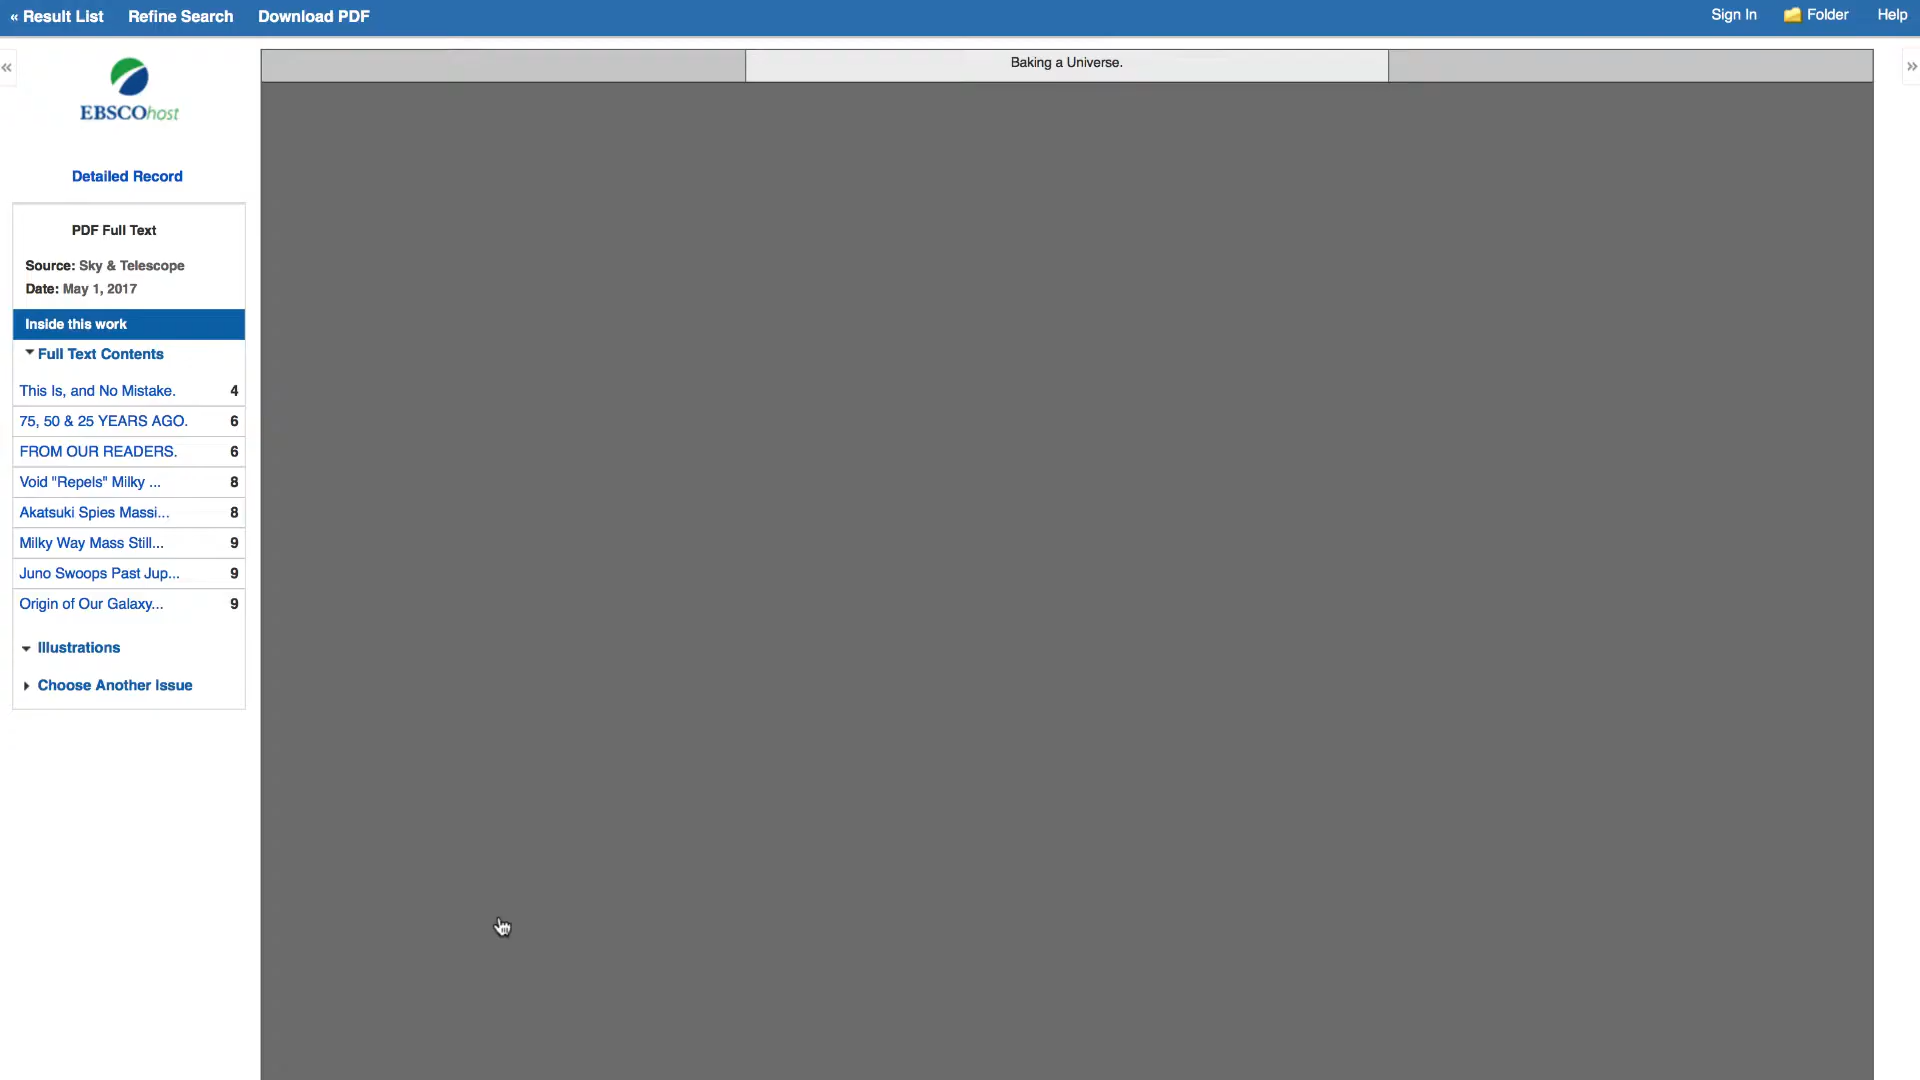 « Result List Refine Search Download PDF Sign In Folder Help
« Baking a Universe. »
EBSCOhost
Detailed Record
PDF Full Text
Source: Sky & Telescope
Date: May 1, 2017
Inside this work
Full Text Contents
This Is, and No Mistake. 4
75, 50 & 25 YEARS AGO. 6
FROM OUR READERS. 6
Void "Repels" Milky ... 8
Akatsuki Spies Massi... 8
Milky Way Mass Still... 9
Juno Swoops Past Jup... 9
Origin of Our Galaxy... 9
Illustrations
Choose Another Issue